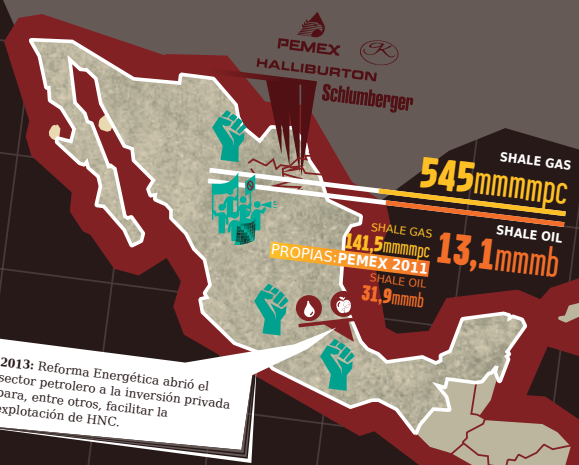 PEMEX
K
HALLIBURTON
Schlumberger
SHALE GAS
545mmmmpc
SHALE OIL
13,1mmmb
SHALE GAS
141,5mmmmpc
PROPIAS: PEMEX 2011
SHALE OIL
31,9mmmb
2013: Reforma Energética abrió el
sector petrolero a la inversión privada
para, entre otros, facilitar la
explotación de HNC.